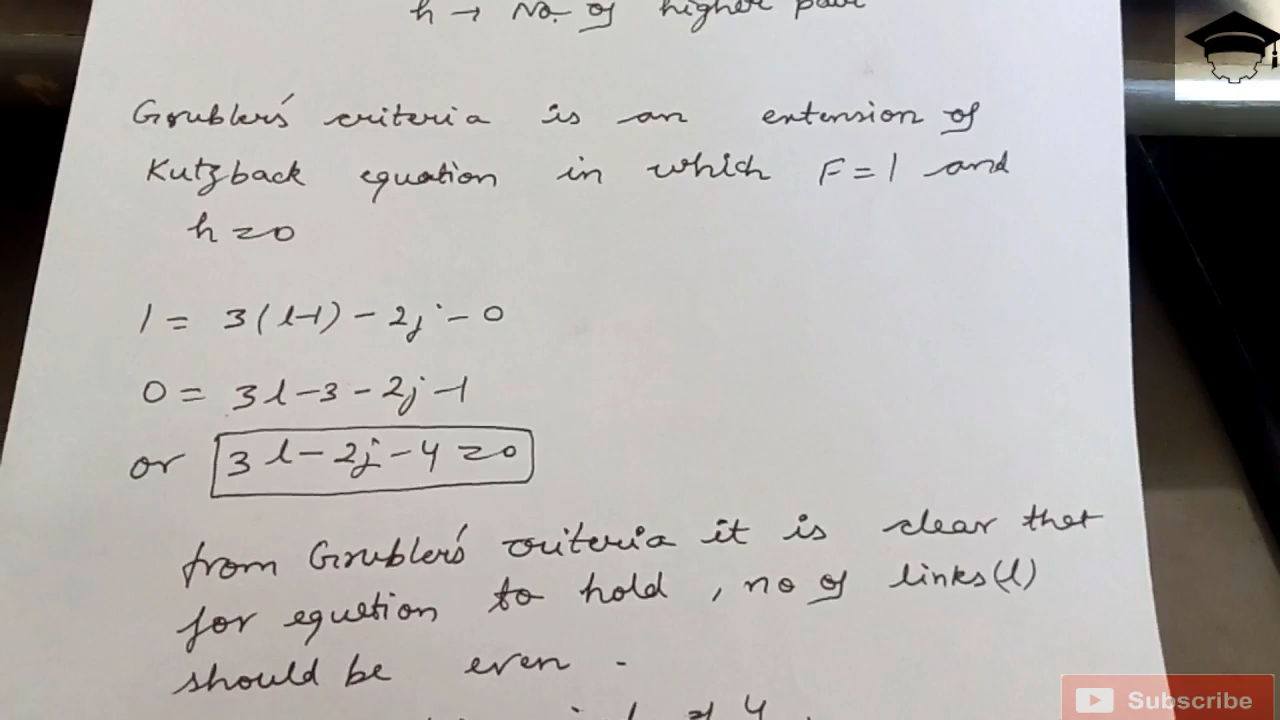 h → No. of higher pair
Grubler's criteria is an extension of
Kutzback equation in which F = 1 and
h = 0
1 = 3(l-1) - 2j - 0
0 = 3l - 3 - 2j - 1
or 3l - 2j - 4 = 0
from Grubler's criteria it is clear that
for equation to hold, no of links(l)
should be even.
4
Subscribe